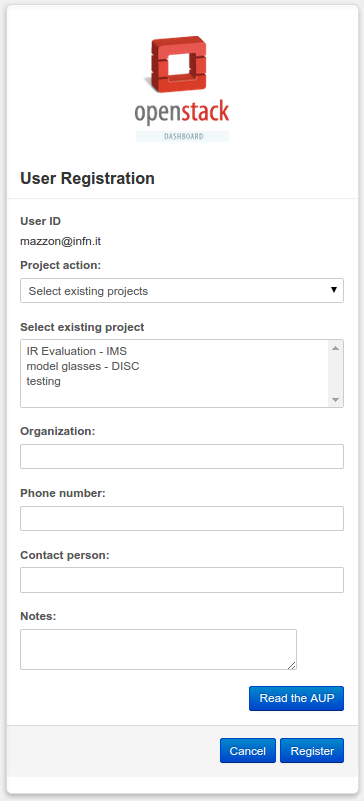 openstack
DASHBOARD
User Registration
User ID
mazzon@infn.it
Project action:
Select existing projects
Select existing project
IR Evaluation - IMS
model glasses - DISC
testing
Organization:
Phone number:
Contact person:
Notes:
Read the AUP
Cancel Register